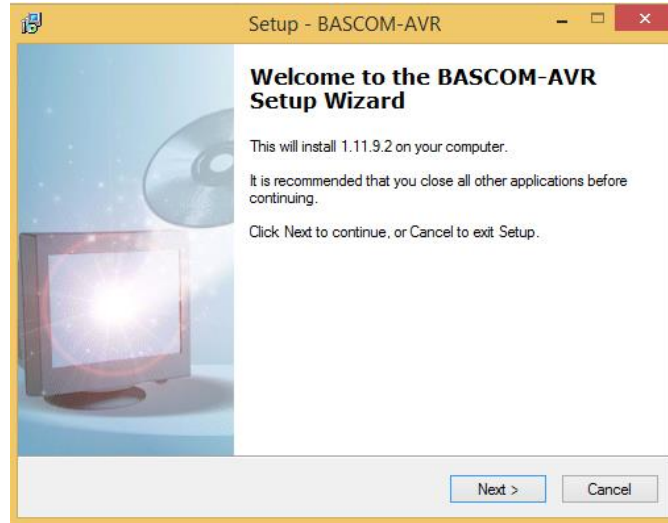 Setup - BASCOM-AVR
Welcome to the BASCOM-AVR
Setup Wizard
This will install 1.11.9.2 on your computer.
It is recommended that you close all other applications before
continuing.
Click Next to continue, or Cancel to exit Setup.
Next >
Cancel